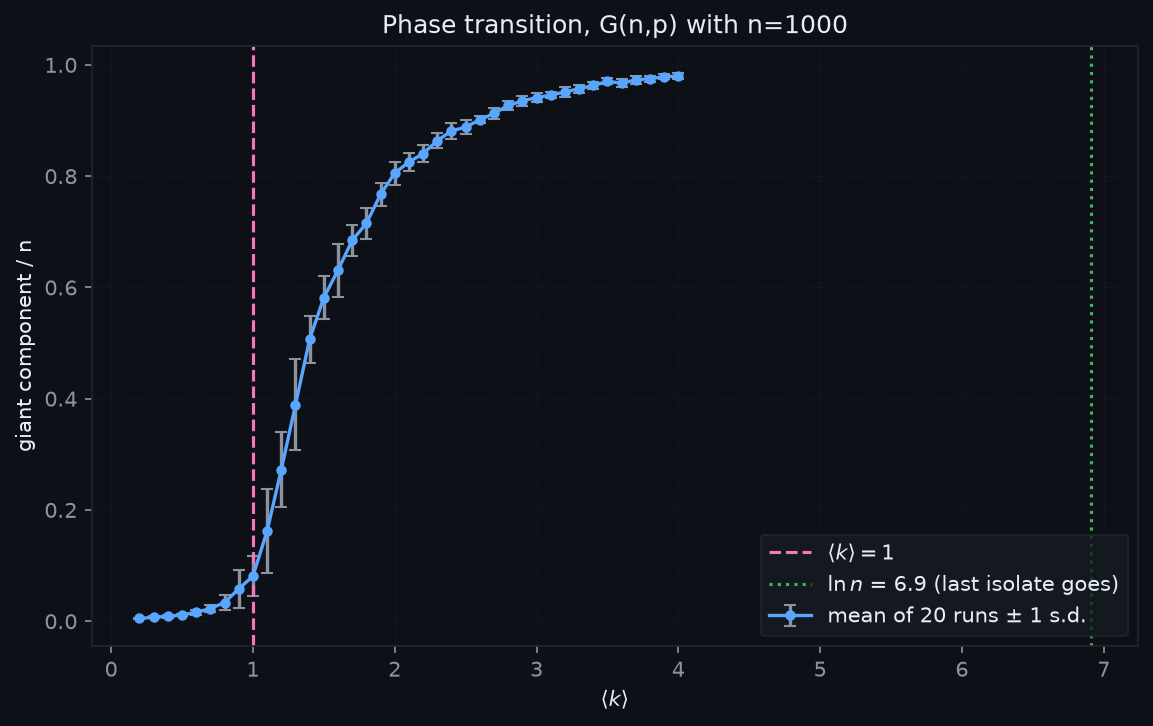 Phase transition, G(n,p) with n=1000
giant component / n
1.0
0.8
0.6
0.4
0.2
0.0
0 1 2 3 4 5 6 7
⟨k⟩
⟨k⟩ = 1
ln n = 6.9 (last isolate goes)
mean of 20 runs ± 1 s.d.